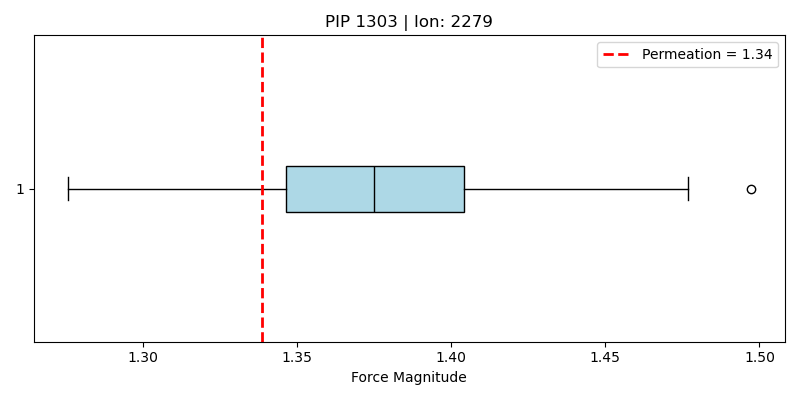 PIP 1303 | Ion: 2279
Permeation = 1.34
1
1.30 1.35 1.40 1.45 1.50
Force Magnitude